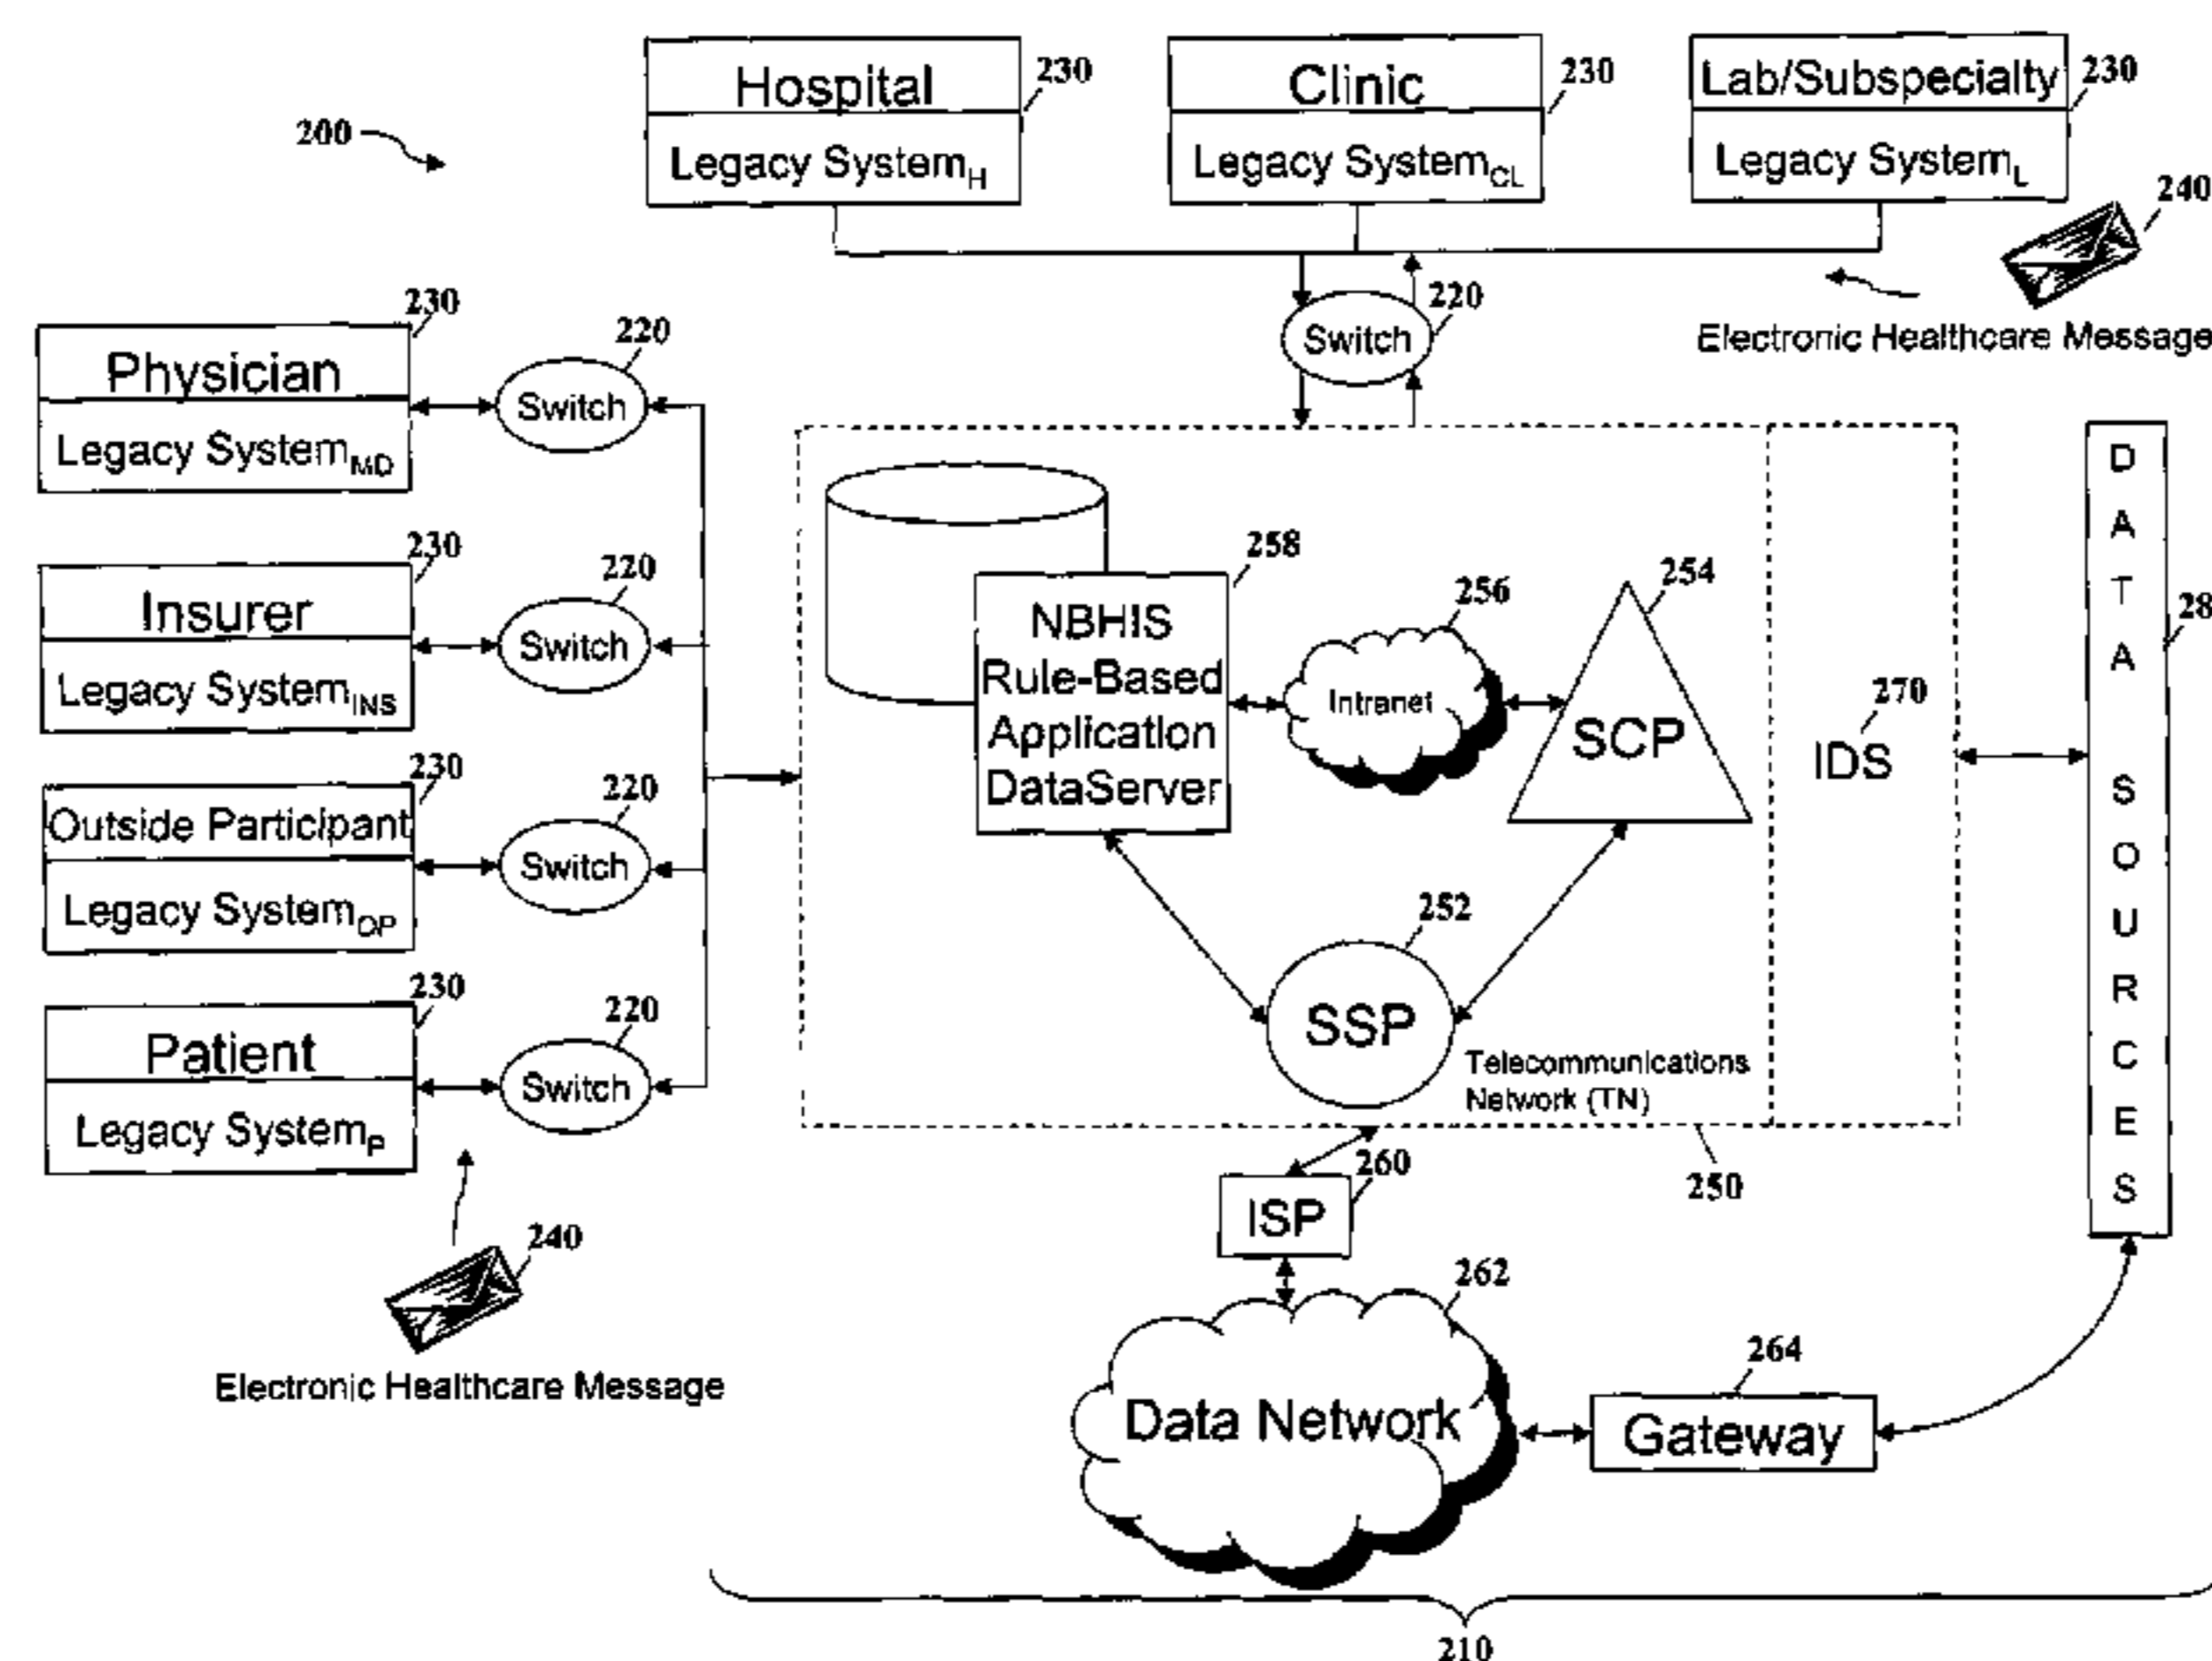 Hospital
230
Legacy SystemH
Clinic
230
Legacy SystemCL
Lab/Subspecialty
230
Legacy SystemL
200
240
Electronic Healthcare Message
220
Switch
230
Physician
Legacy SystemMD
220
Switch
230
Insurer
Legacy SystemINS
220
Switch
230
Outside Participant
Legacy SystemOP
220
Switch
230
Patient
Legacy SystemP
220
Switch
240
Electronic Healthcare Message
258
NBHIS
Rule-Based
Application
DataServer
256
Intranet
254
SCP
252
SSP
Telecommunications
Network (TN)
270
IDS
250
DATA SOURCES
28
260
ISP
262
Data Network
264
Gateway
210